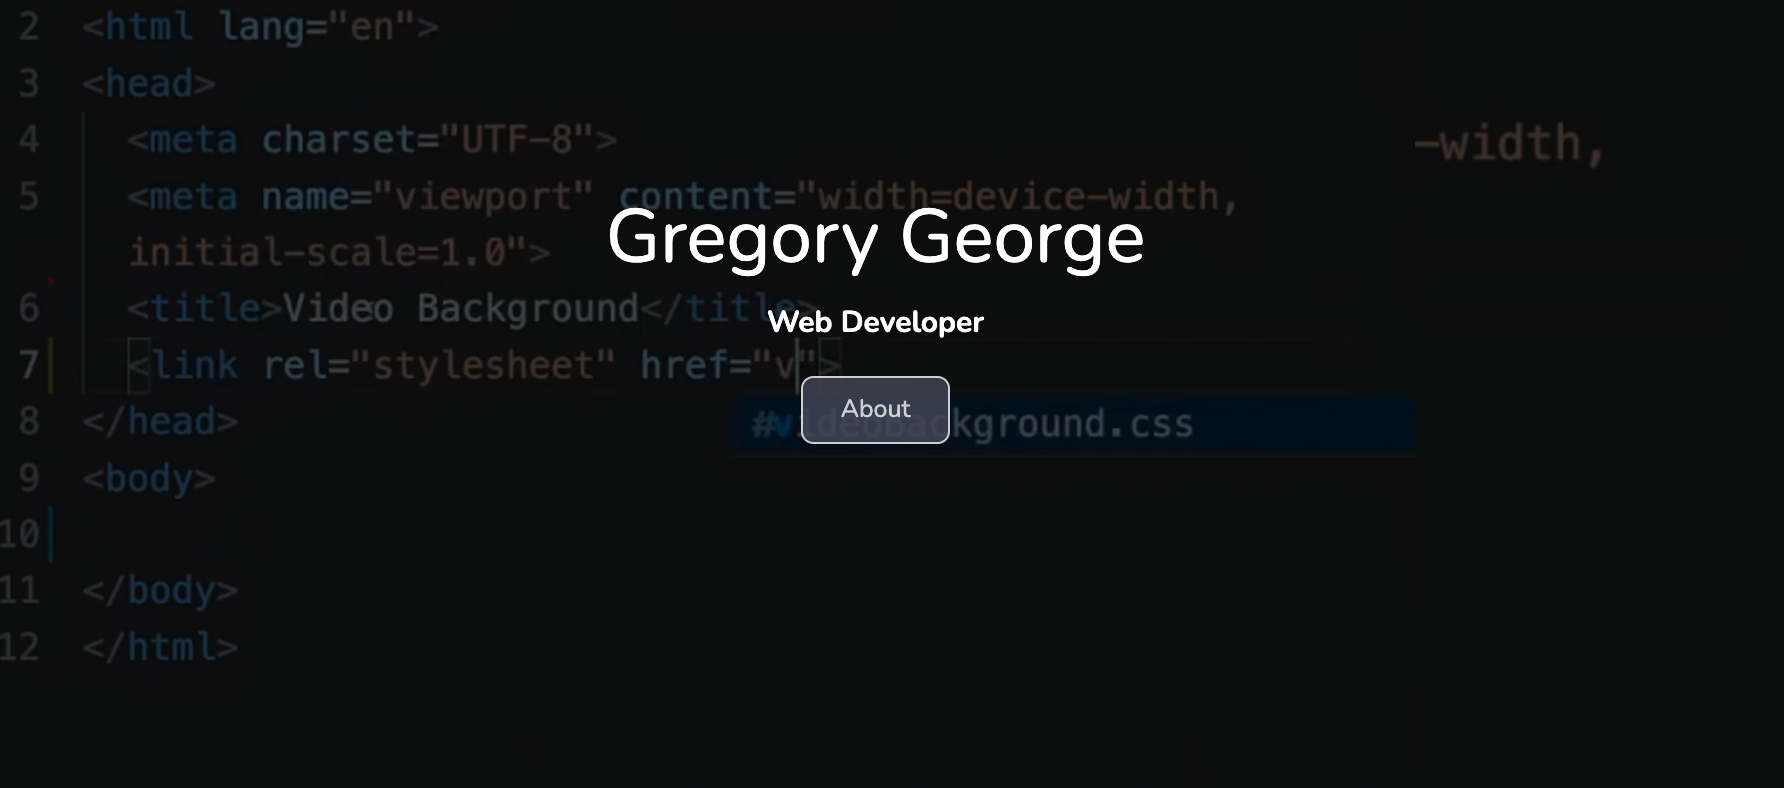 2 <html lang="en">
3 <head>
4 <meta charset="UTF-8">
-width,
5 <meta name="viewport" content="width=device-width,
initial-scale=1.0">
Gregory George
6 <title>Video Background</title>
Web Developer
7 <link rel="stylesheet" href="v">
About
8 </head>
#videoBackground.css
9 <body>
10
11 </body>
12 </html>